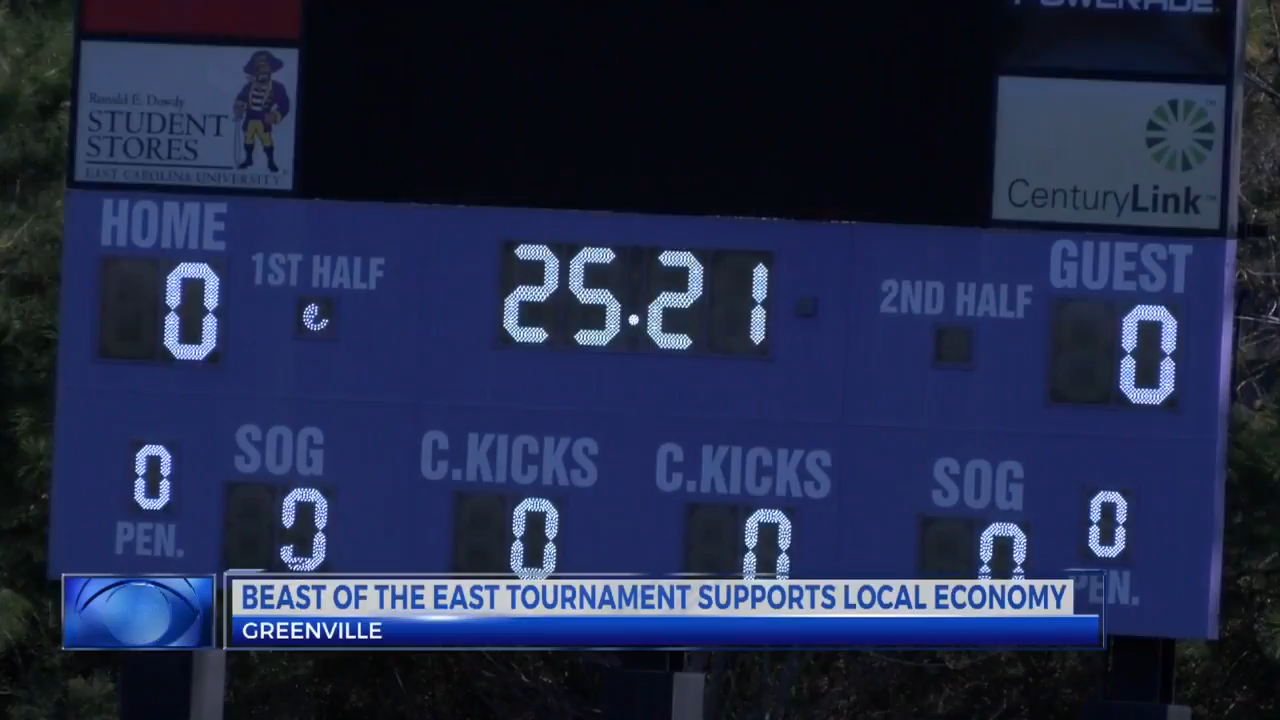 POWERADE
Ronald E. Dowdy
STUDENT
STORES
EAST CAROLINA UNIVERSITY
CenturyLink™
HOME
0
1ST HALF
25.21
2ND HALF
GUEST
0
0
PEN.
SOG
C.KICKS
0
C.KICKS
0
SOG
0
0
PEN.
BEAST OF THE EAST TOURNAMENT SUPPORTS LOCAL ECONOMY
GREENVILLE